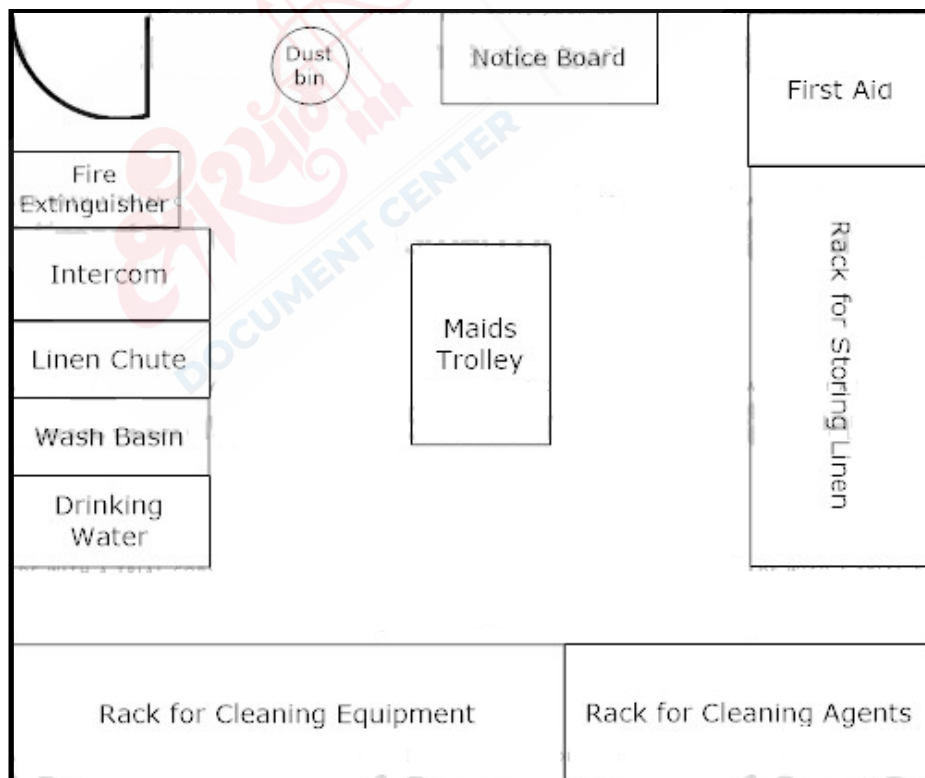 Dust
bin
Notice Board
First Aid
Fire
Extinguisher
Intercom
Linen Chute
Wash Basin
Drinking
Water
Maids
Trolley
Rack for Storing Linen
Rack for Cleaning Equipment
Rack for Cleaning Agents
श्रेयांश
DOCUMENT CENTER